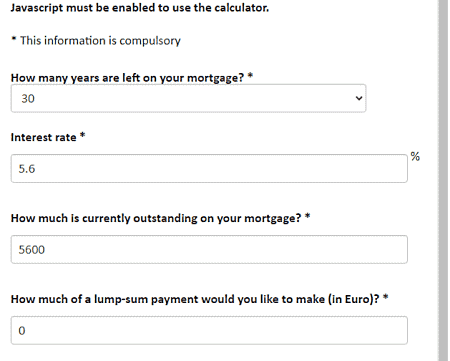 Javascript must be enabled to use the calculator.
* This information is compulsory
How many years are left on your mortgage? *
30
Interest rate *
5.6
%
How much is currently outstanding on your mortgage? *
5600
How much of a lump-sum payment would you like to make (in Euro)? *
0